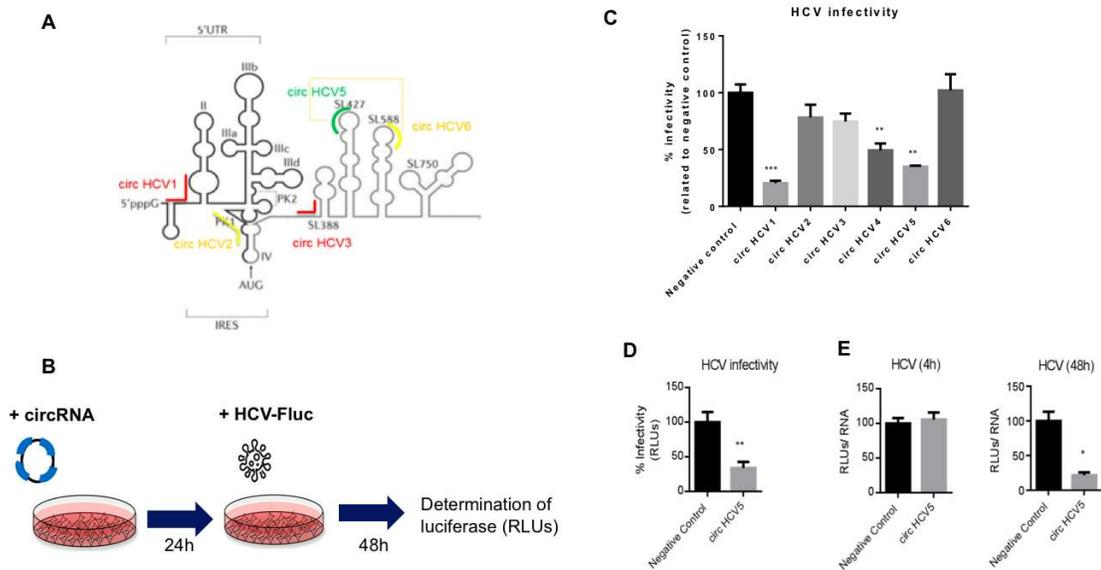 A
5'UTR
IIIb
II
circ HCV5
SL427
IIIa
IIIc
SL588
circ HCV6
IIId
SL750
circ HCV1
PK2
5'pppG
PK1
SL388
circ HCV2
circ HCV3
IV
AUG
IRES
B
+ circRNA
+ HCV-Fluc
24h
48h
Determination of
luciferase (RLUs)
C
HCV infectivity
% infectivity
(related to negative control)
150
100
50
0
Negative control
circ HCV1
circ HCV2
circ HCV3
circ HCV4
circ HCV5
circ HCV6
***
**
**
D
HCV infectivity
% Infectivity
(RLUs)
150
100
50
0
**
Negative Control
circ HCV5
E
HCV (4h)
RLUs/ RNA
150
100
50
0
Negative Control
circ HCV5
HCV (48h)
RLUs/ RNA
150
100
50
0
*
Negative Control
circ HCV5